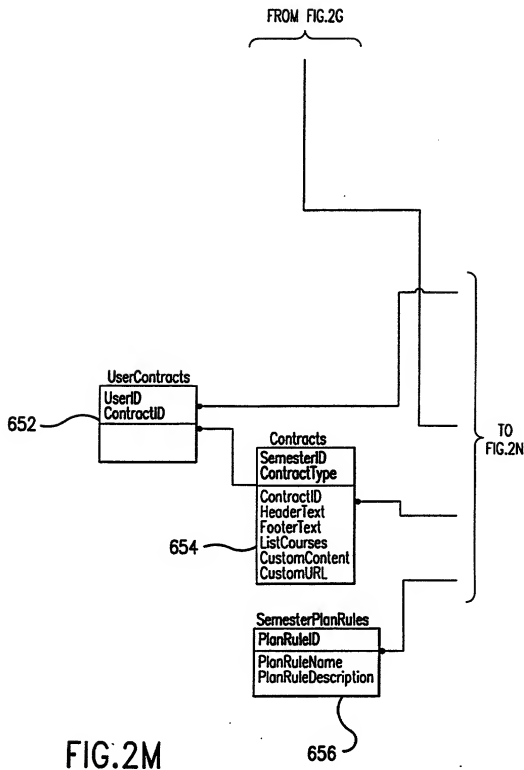 FROM FIG.2G
UserContracts
UserID
ContractID
652
TO
FIG.2N
Contracts
SemesterID
ContractType
ContractID
HeaderText
FooterText
ListCourses
CustomContent
CustomURL
654
SemesterPlanRules
PlanRuleID
PlanRuleName
PlanRuleDescription
656
FIG.2M